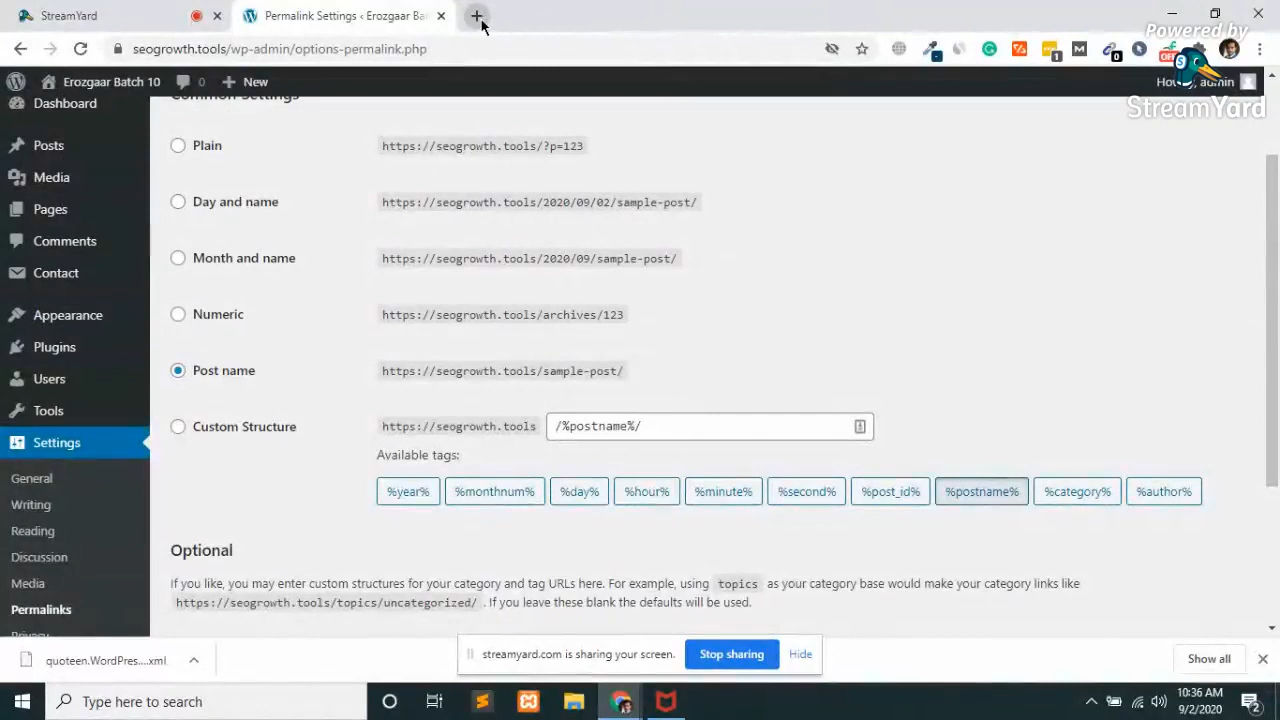 StreamYard
Permalink Settings ‹ Erozgaar Ba
seogrowth.tools/wp-admin/options-permalink.php
Powered by
StreamYard
Erozgaar Batch 10
0
New
admin
Common Settings
Dashboard
Posts
Media
Pages
Comments
Contact
Appearance
Plugins
Users
Tools
Settings
General
Writing
Reading
Discussion
Media
Permalinks
Privacy
Plain
https://seogrowth.tools/?p=123
Day and name
https://seogrowth.tools/2020/09/02/sample-post/
Month and name
https://seogrowth.tools/2020/09/sample-post/
Numeric
https://seogrowth.tools/archives/123
Post name
https://seogrowth.tools/sample-post/
Custom Structure
https://seogrowth.tools
/%postname%/
Available tags:
%year% %monthnum% %day% %hour% %minute% %second% %post_id% %postname% %category% %author%
Optional
If you like, you may enter custom structures for your category and tag URLs here. For example, using topics as your category base would make your category links like
https://seogrowth.tools/topics/uncategorized/ . If you leave these blank the defaults will be used.
streamyard.com is sharing your screen.
Stop sharing
Hide
quoteen.WordPres....xml
Show all
Type here to search
10:36 AM
9/2/2020
2